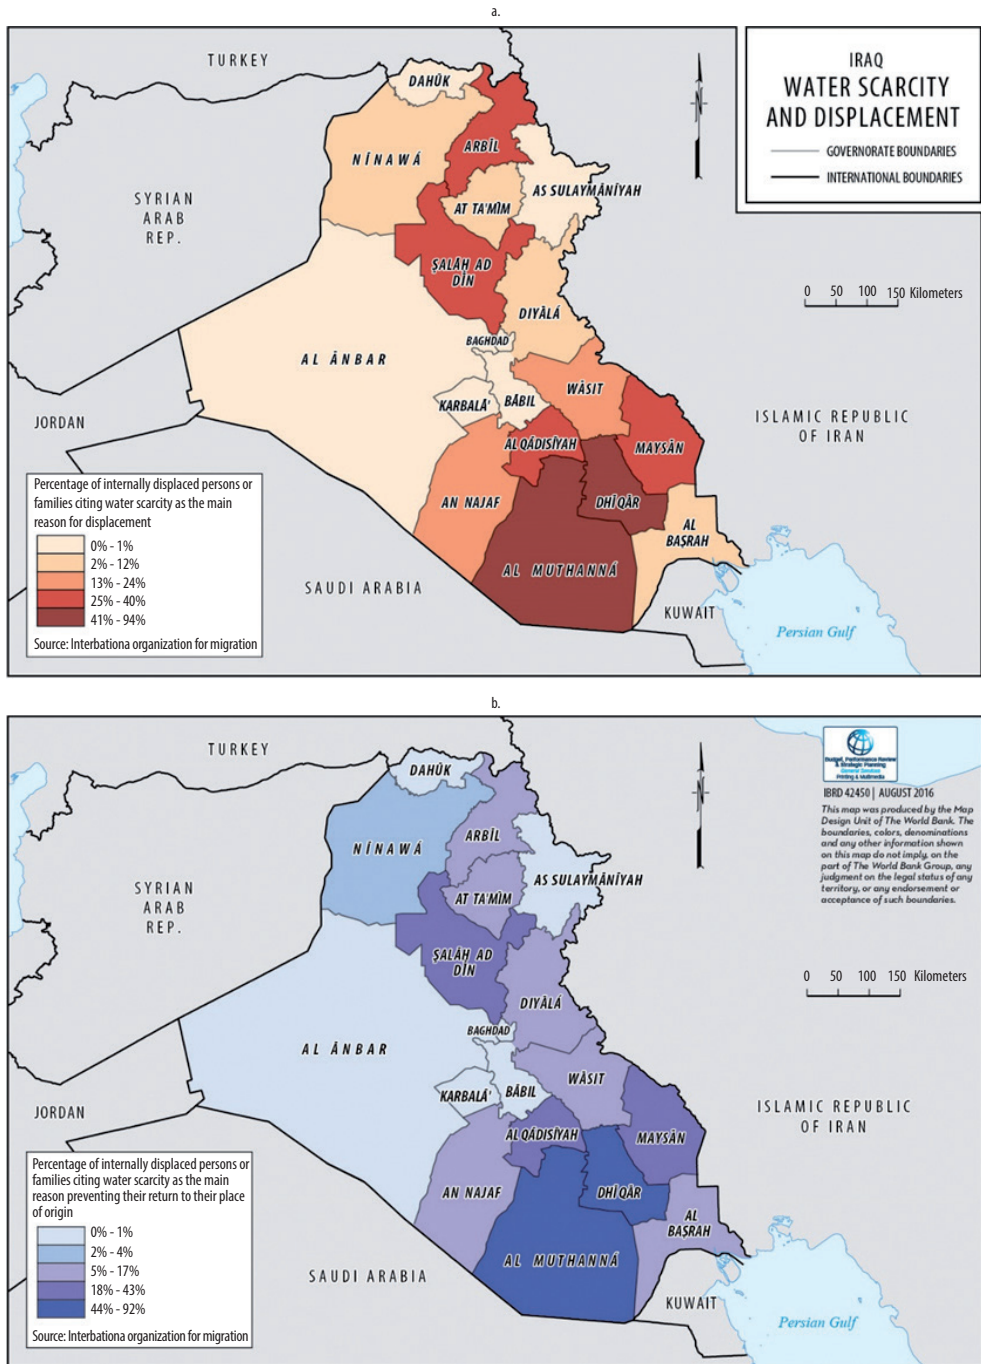 a.
IRAQ
WATER SCARCITY
AND DISPLACEMENT
GOVERNORATE BOUNDARIES
INTERNATIONAL BOUNDARIES
N
TURKEY
SYRIAN
ARAB
REP.
DAHŪK
NĪNAWÁ
ARBĪL
AS SULAYMĀNĪYAH
AT TA'MĪM
ŞALĀḤ AD
DĪN
DIYĀLÁ
0 50 100 150 Kilometers
BAGHDAD
AL ĀNBAR
WĀSIT
KARBALĀ'
BĀBIL
JORDAN
ISLAMIC REPUBLIC
OF IRAN
AL QĀDISĪYAH
MAYSĀN
AN NAJAF
DHĪ QĀR
AL
BAŞRAH
AL MUTHANNÁ
SAUDI ARABIA
KUWAIT
Persian Gulf
Percentage of internally displaced persons or
families citing water scarcity as the main
reason for displacement
0% - 1%
2% - 12%
13% - 24%
25% - 40%
41% - 94%
Source: Interbationa organization for migration
b.
Budget, Performance Review
& Strategic Planning
General Services
Printing & Multimedia
IBRD 42450 | AUGUST 2016
This map was produced by the Map
Design Unit of The World Bank. The
boundaries, colors, denominations
and any other information shown
on this map do not imply, on the
part of The World Bank Group, any
judgment on the legal status of any
territory, or any endorsement or
acceptance of such boundaries.
N
TURKEY
SYRIAN
ARAB
REP.
DAHŪK
NĪNAWÁ
ARBĪL
AS SULAYMĀNĪYAH
AT TA'MĪM
ŞALĀḤ AD
DĪN
DIYĀLÁ
0 50 100 150 Kilometers
BAGHDAD
AL ĀNBAR
WĀSIT
KARBALĀ'
BĀBIL
JORDAN
ISLAMIC REPUBLIC
OF IRAN
AL QĀDISĪYAH
MAYSĀN
AN NAJAF
DHĪ QĀR
AL
BAŞRAH
AL MUTHANNÁ
SAUDI ARABIA
KUWAIT
Persian Gulf
Percentage of internally displaced persons or
families citing water scarcity as the main
reason preventing their return to their place
of origin
0% - 1%
2% - 4%
5% - 17%
18% - 43%
44% - 92%
Source: Interbationa organization for migration